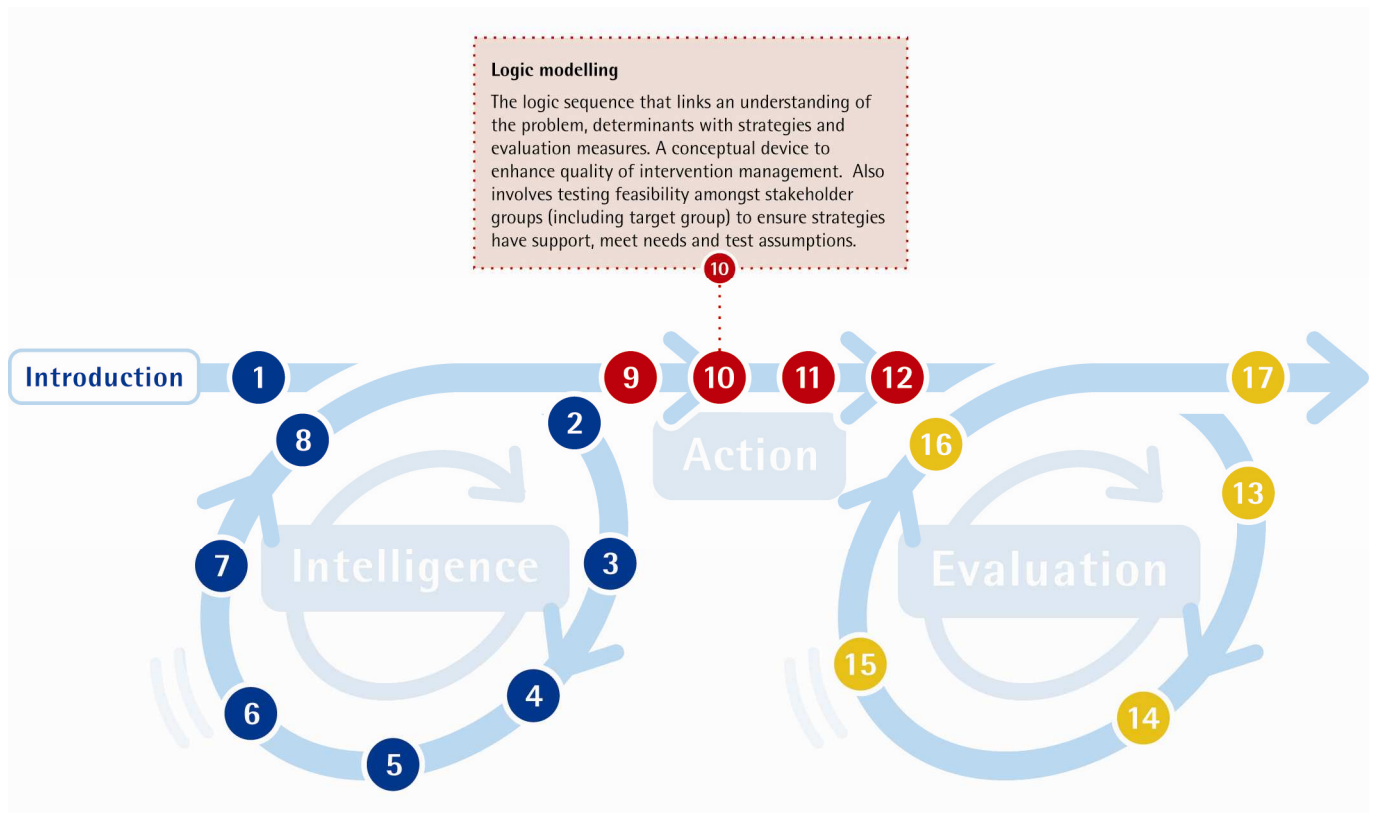 Logic modelling
The logic sequence that links an understanding of
the problem, determinants with strategies and
evaluation measures. A conceptual device to
enhance quality of intervention management.  Also
involves testing feasibility amongst stakeholder
groups (including target group) to ensure strategies
have support, meet needs and test assumptions.
10
Introduction
1
9
10
11
12
17
8
2
16
Action
13
7
Intelligence
3
Evaluation
15
4
6
14
5